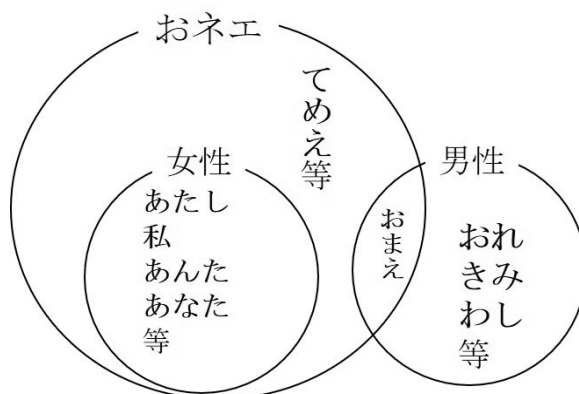 おネエ
てめえ等
女性
あたし
私
あんた
あなた
等
おまえ
男性
おれ
きみ
わし
等